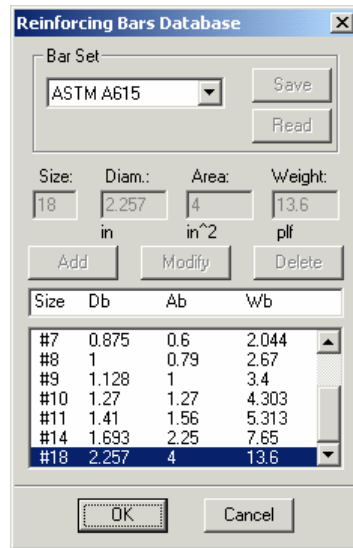 Reinforcing Bars Database
Bar Set
ASTM A615
Save
Read
Size: Diam.: Area: Weight:
18 2.257 4 13.6
in in^2 plf
Add Modify Delete
Size Db Ab Wb
#7 0.875 0.6 2.044
#8 1 0.79 2.67
#9 1.128 1 3.4
#10 1.27 1.27 4.303
#11 1.41 1.56 5.313
#14 1.693 2.25 7.65
#18 2.257 4 13.6
OK Cancel